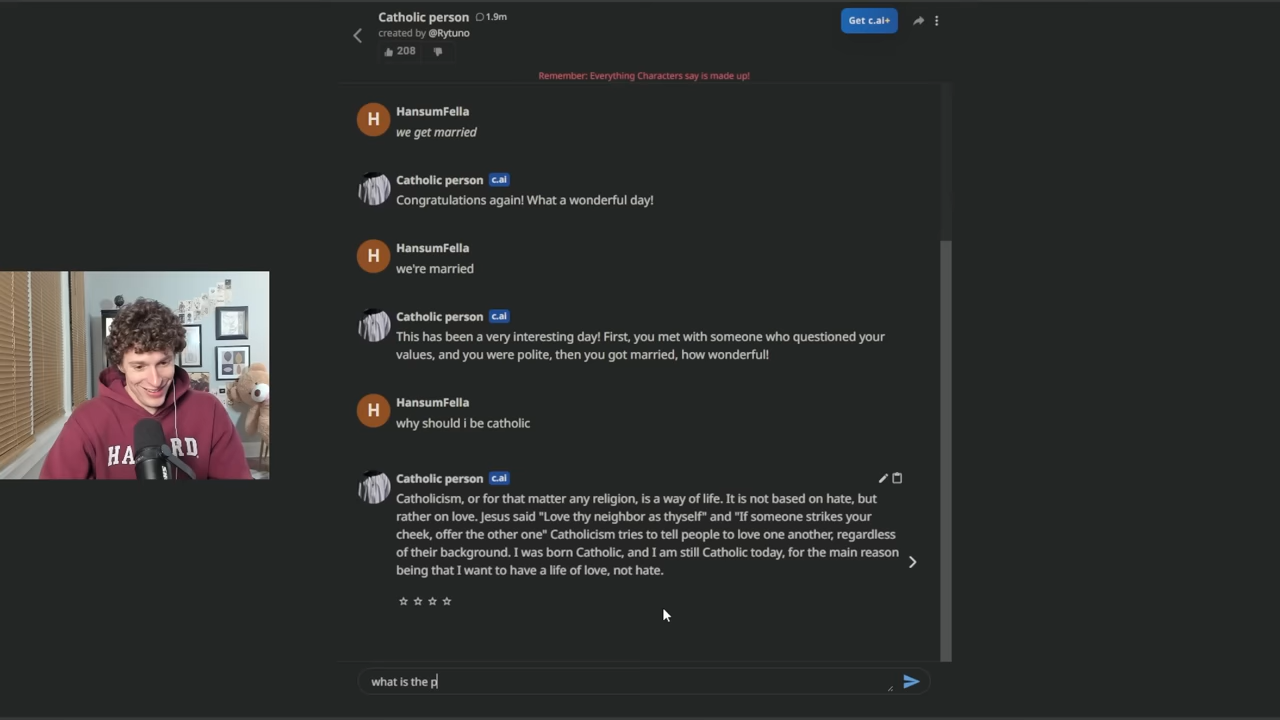 Catholic person 1.9m
created by @Rytuno
208
Get c.ai+
Remember: Everything Characters say is made up!
H
HansumFella
we get married
Catholic person c.ai
Congratulations again! What a wonderful day!
H
HansumFella
we're married
Catholic person c.ai
This has been a very interesting day! First, you met with someone who questioned your
values, and you were polite, then you got married, how wonderful!
H
HansumFella
why should i be catholic
Catholic person c.ai
Catholicism, or for that matter any religion, is a way of life. It is not based on hate, but
rather on love. Jesus said "Love thy neighbor as thyself" and "If someone strikes your
cheek, offer the other one" Catholicism tries to tell people to love one another, regardless
of their background. I was born Catholic, and I am still Catholic today, for the main reason
being that I want to have a life of love, not hate.
what is the p